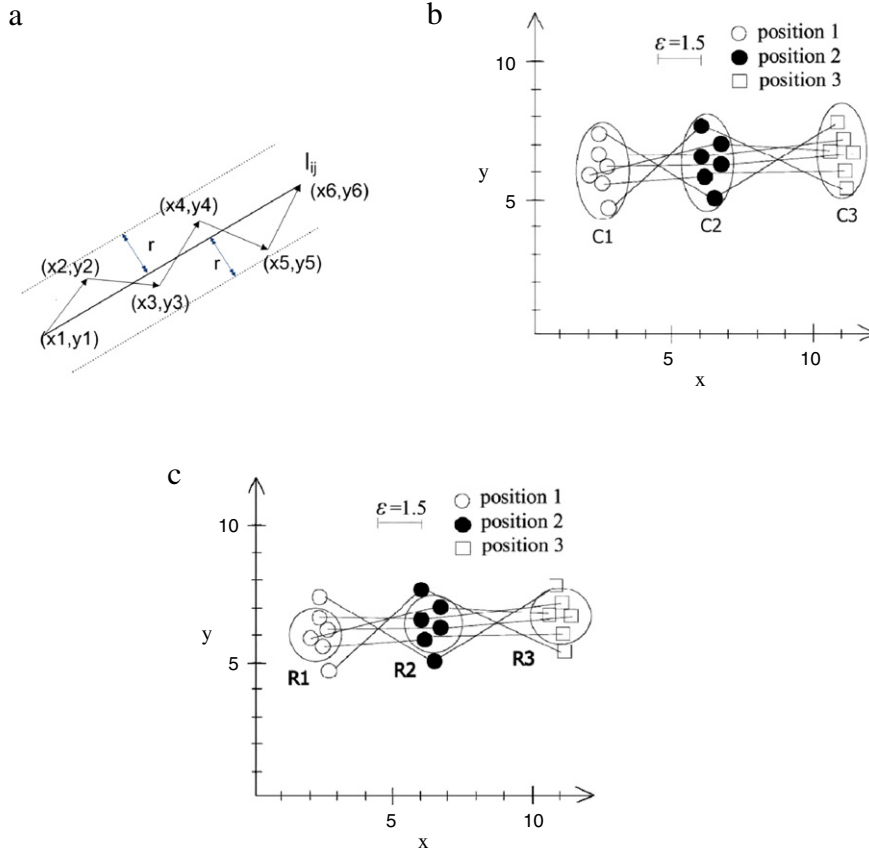 a
l_ij
(x6,y6)
(x4,y4)
r
(x2,y2)
r
(x5,y5)
(x3,y3)
(x1,y1)
b
position 1
ε=1.5
position 2
position 3
10
y
5
C1
C2
C3
5
10
x
c
position 1
ε=1.5
position 2
position 3
10
y
5
R1
R2
R3
5
10
x